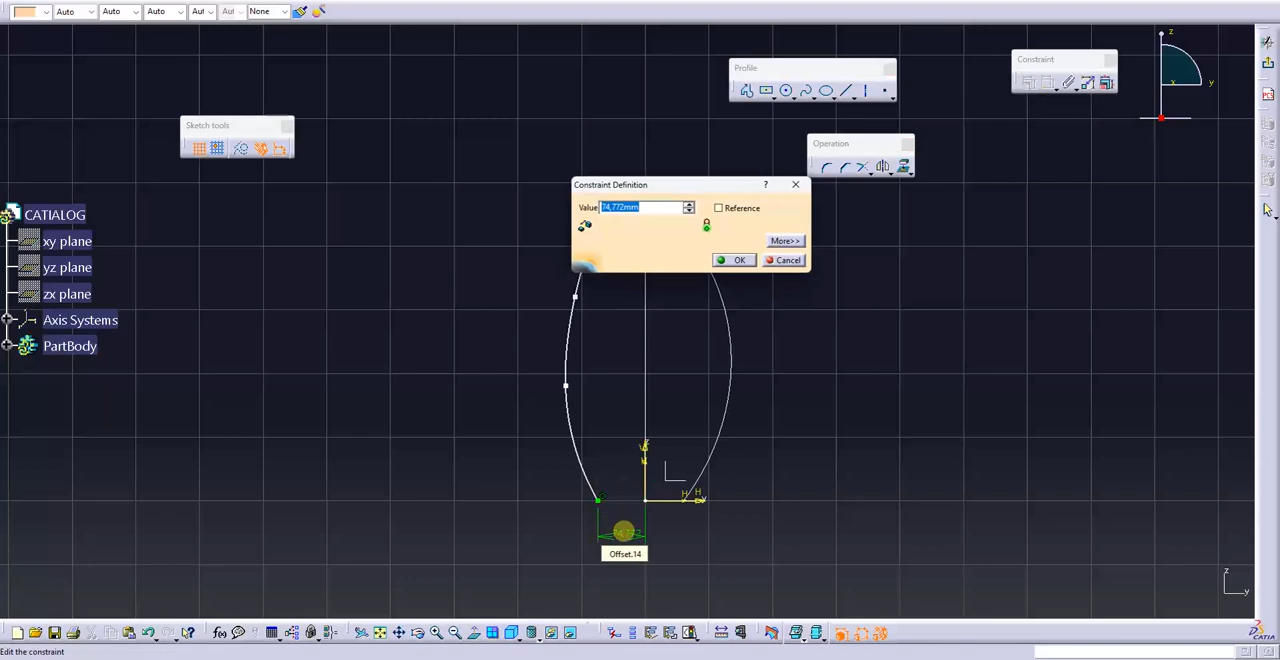 Auto Auto Auto Aut Aut None
z
Profile
Constraint
x y
Sketch tools
Operation
Constraint Definition ?
Value 74,772mm Reference
More>>
OK Cancel
CATIALOG
xy plane
yz plane
zx plane
Axis Systems
PartBody
H H
Offset.14
z
y
CATIA
Edit the constraint